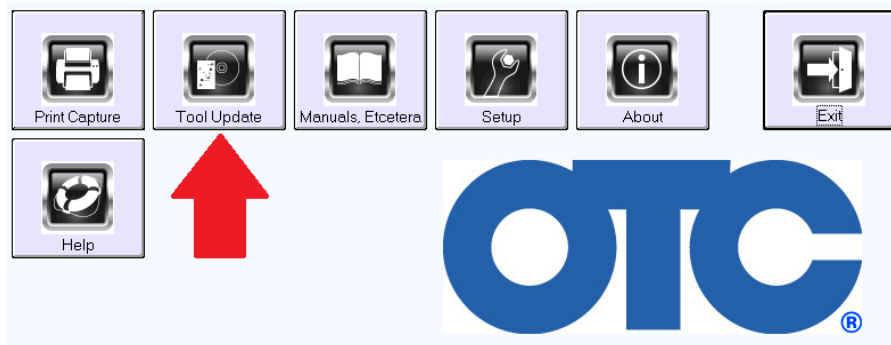 Print Capture
Tool Update
Manuals, Etcetera
Setup
About
Exit
Help
OTC
®